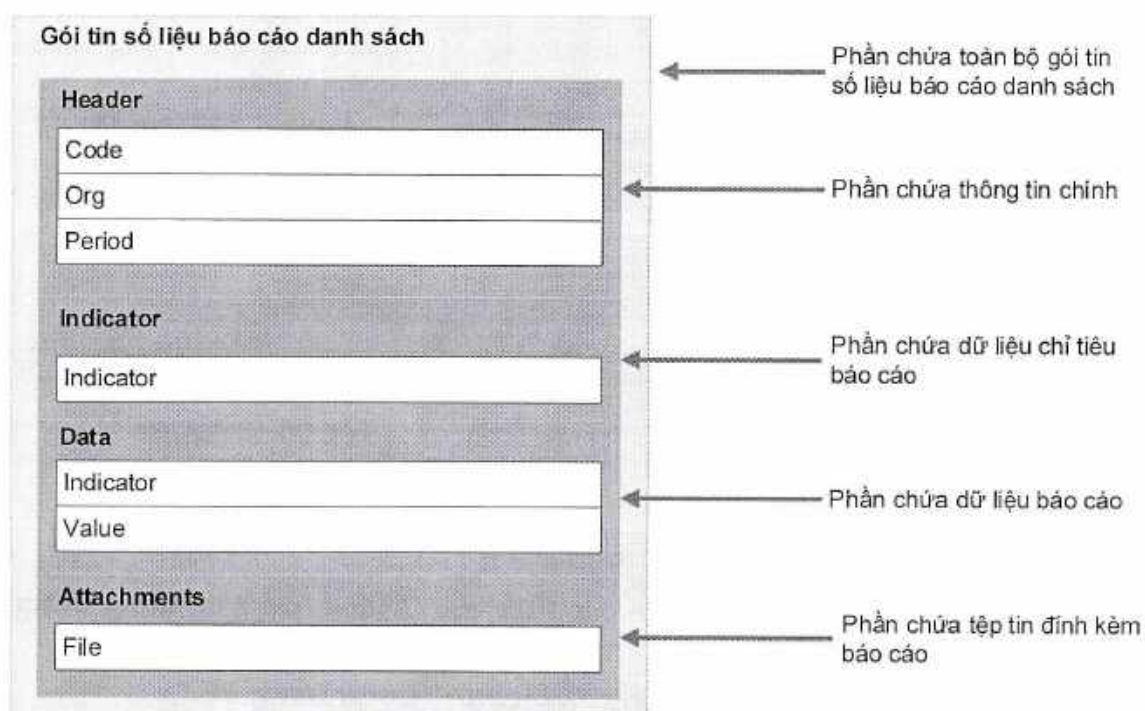 Gói tin số liệu báo cáo danh sách
Phần chứa toàn bộ gói tin
số liệu báo cáo danh sách
Header
Code
Org
Period
Phần chứa thông tin chính
Indicator
Indicator
Phần chứa dữ liệu chỉ tiêu
báo cáo
Data
Indicator
Value
Phần chứa dữ liệu báo cáo
Attachments
File
Phần chứa tệp tin đính kèm
báo cáo